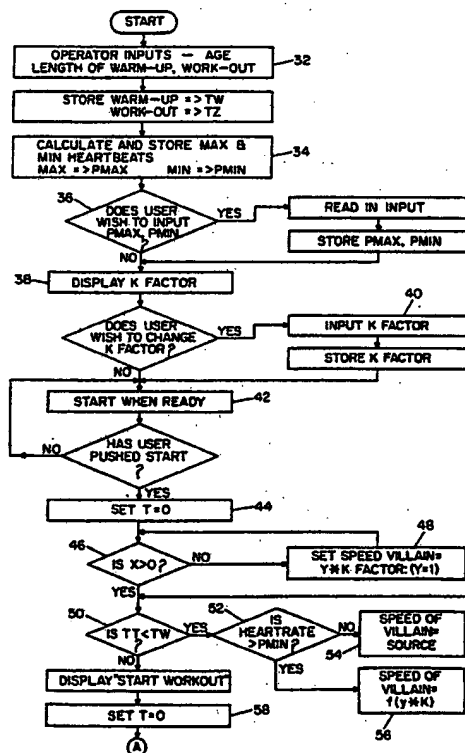 START
OPERATOR INPUTS — AGE
LENGTH OF WARM-UP, WORK-OUT
32
STORE WARM-UP =>TW
WORK-OUT =>TZ
CALCULATE AND STORE MAX &
MIN HEARTBEATS
MAX =>PMAX MIN =>PMIN
34
36
DOES USER
WISH TO INPUT
PMAX, PMIN
?
YES
READ IN INPUT
STORE PMAX, PMIN
NO
38
DISPLAY K FACTOR
40
DOES USER
WISH TO CHANGE
K FACTOR?
YES
INPUT K FACTOR
STORE K FACTOR
NO
START WHEN READY
42
NO
HAS USER
PUSHED START
?
YES
SET T=0
44
46
IS X>0?
NO
48
SET SPEED VILLAIN=
Y*K FACTOR:(Y=1)
YES
50
IS TT<TW
?
YES
52
IS
HEARTRATE
>PMIN?
NO
SPEED OF
VILLAIN=
SOURCE
54
NO
YES
DISPLAY"START WORKOUT"
SPEED OF
VILLAIN=
f(y*K)
56
SET T=0
58
A